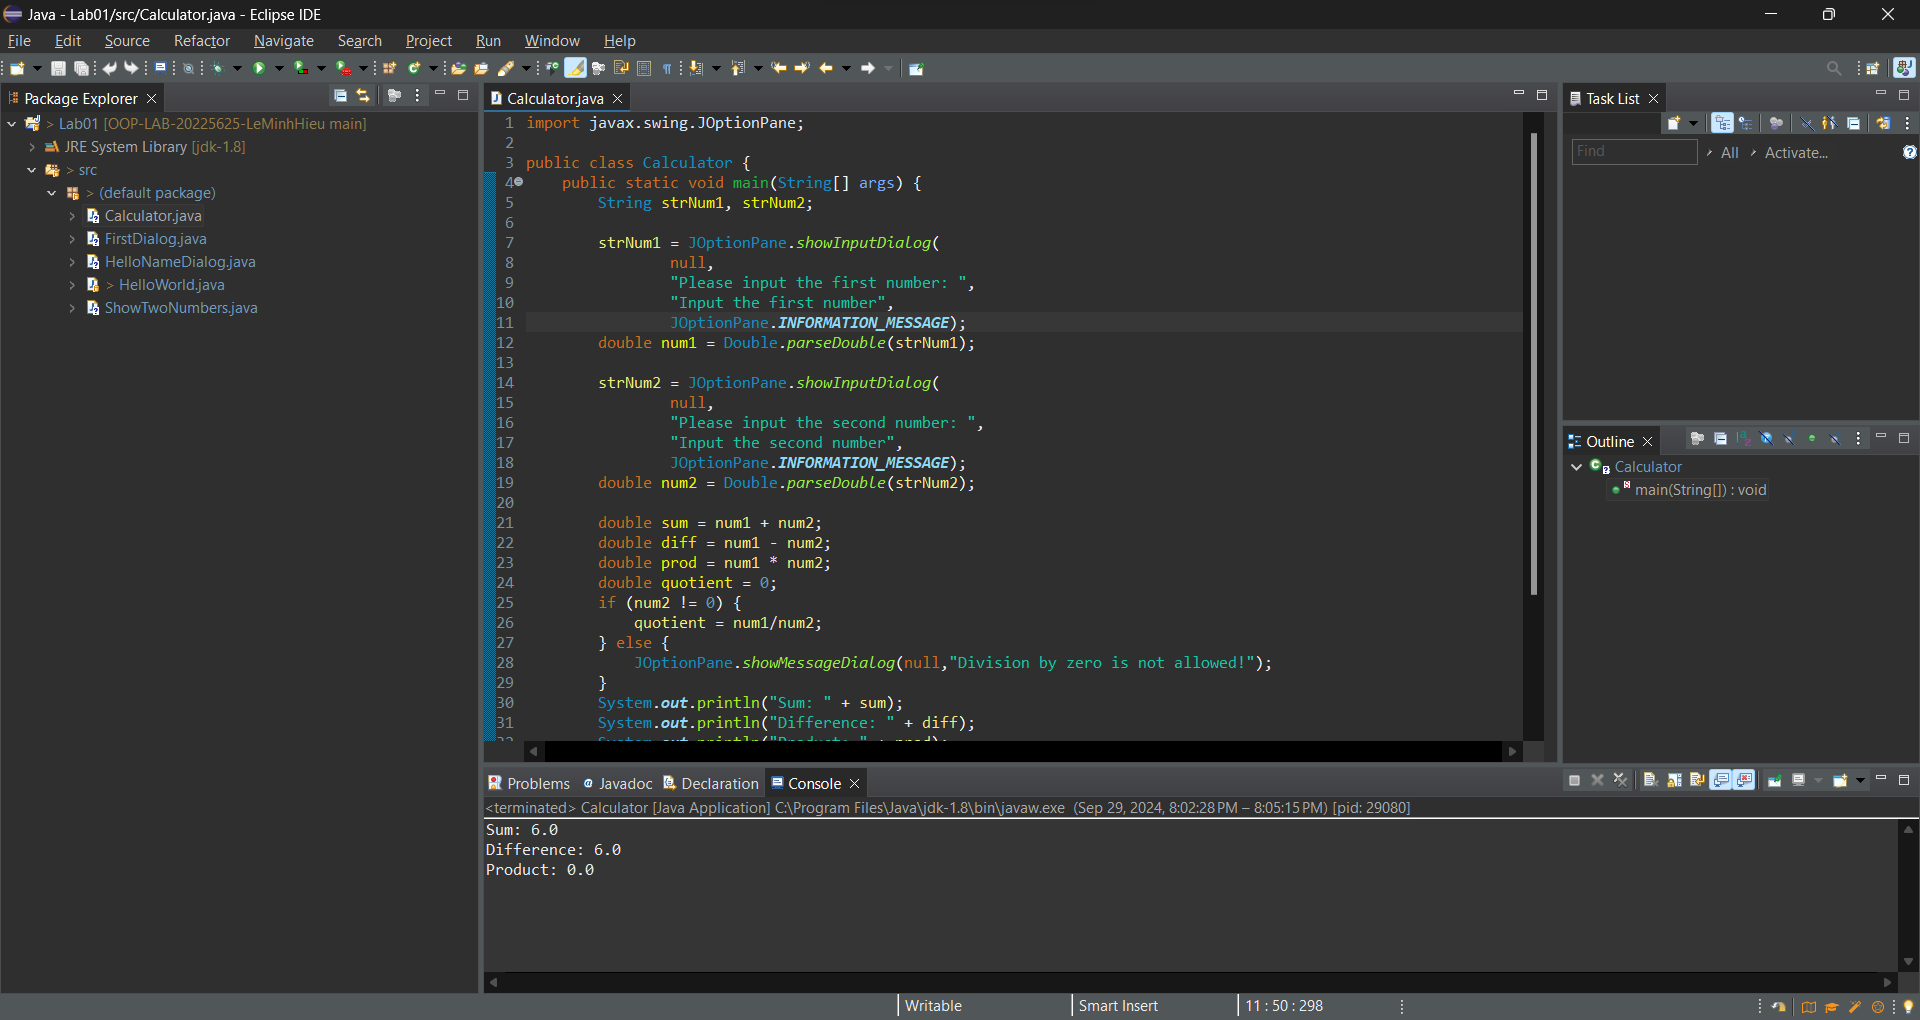 Java - Lab01/src/Calculator.java - Eclipse IDE
File Edit Source Refactor Navigate Search Project Run Window Help
Package Explorer
> Lab01 [OOP-LAB-20225625-LeMinhHieu main]
JRE System Library [jdk-1.8]
> src
> (default package)
Calculator.java
FirstDialog.java
HelloNameDialog.java
> HelloWorld.java
ShowTwoNumbers.java
Calculator.java
1 import javax.swing.JOptionPane;
2
3 public class Calculator {
4 public static void main(String[] args) {
5 String strNum1, strNum2;
6
7 strNum1 = JOptionPane.showInputDialog(
8 null,
9 "Please input the first number: ",
10 "Input the first number",
11 JOptionPane.INFORMATION_MESSAGE);
12 double num1 = Double.parseDouble(strNum1);
13
14 strNum2 = JOptionPane.showInputDialog(
15 null,
16 "Please input the second number: ",
17 "Input the second number",
18 JOptionPane.INFORMATION_MESSAGE);
19 double num2 = Double.parseDouble(strNum2);
20
21 double sum = num1 + num2;
22 double diff = num1 - num2;
23 double prod = num1 * num2;
24 double quotient = 0;
25 if (num2 != 0) {
26 quotient = num1/num2;
27 } else {
28 JOptionPane.showMessageDialog(null,"Division by zero is not allowed!");
29 }
30 System.out.println("Sum: " + sum);
31 System.out.println("Difference: " + diff);
Task List
Find All Activate...
Outline
Calculator
main(String[]) : void
Problems Javadoc Declaration Console
<terminated> Calculator [Java Application] C:\Program Files\Java\jdk-1.8\bin\javaw.exe (Sep 29, 2024, 8:02:28 PM – 8:05:15 PM) [pid: 29080]
Sum: 6.0
Difference: 6.0
Product: 0.0
Writable Smart Insert 11 : 50 : 298